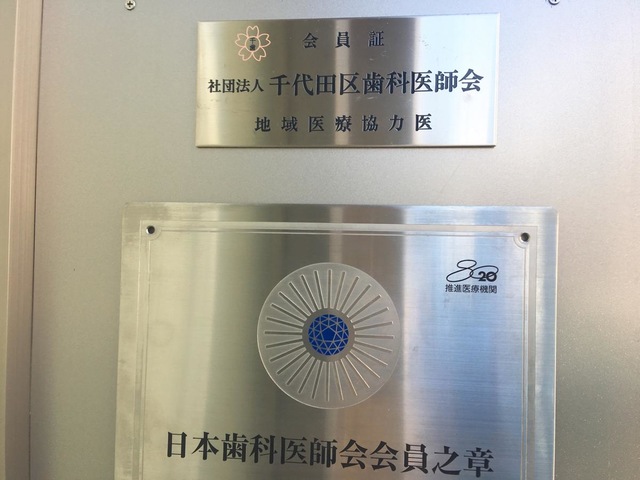 会員証
社団法人 千代田区歯科医師会
地域医療協力医
8020
推進医療機関
日本歯科医師会会員之章